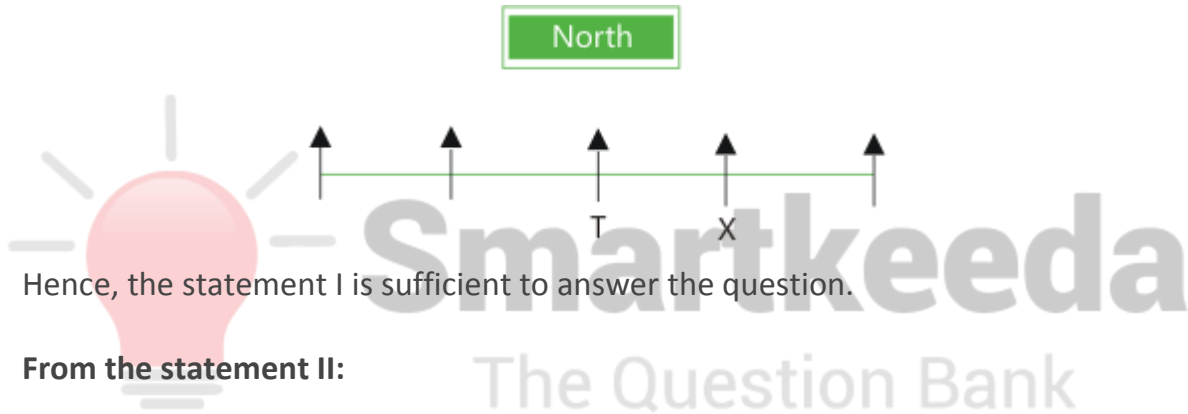 North
T X
Smartkeeda
Hence, the statement I is sufficient to answer the question.
From the statement II:
The Question Bank